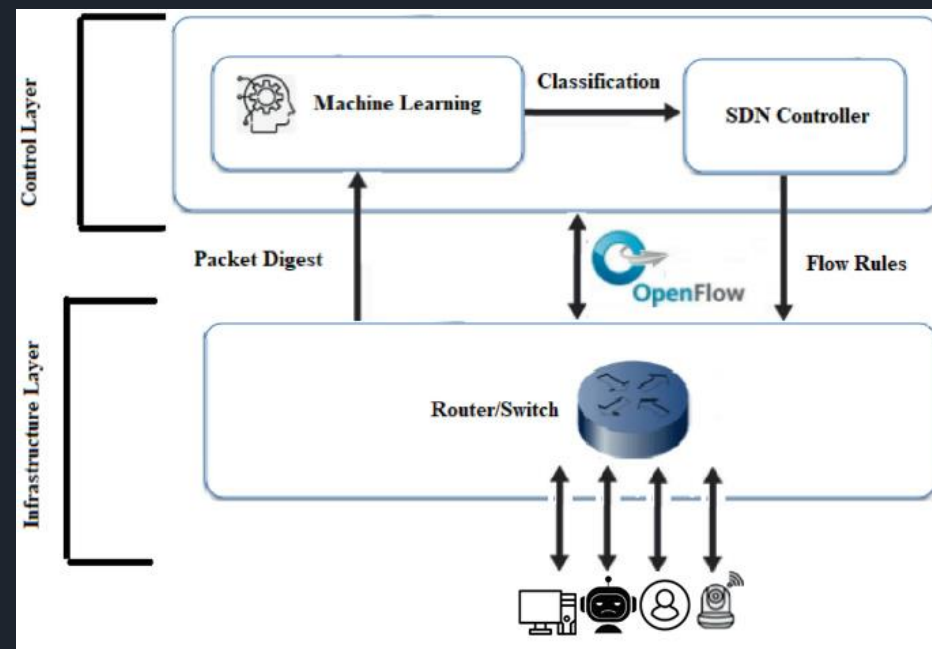 Control Layer
Machine Learning
Classification
SDN Controller
Packet Digest
OpenFlow
Flow Rules
Infrastructure Layer
Router/Switch